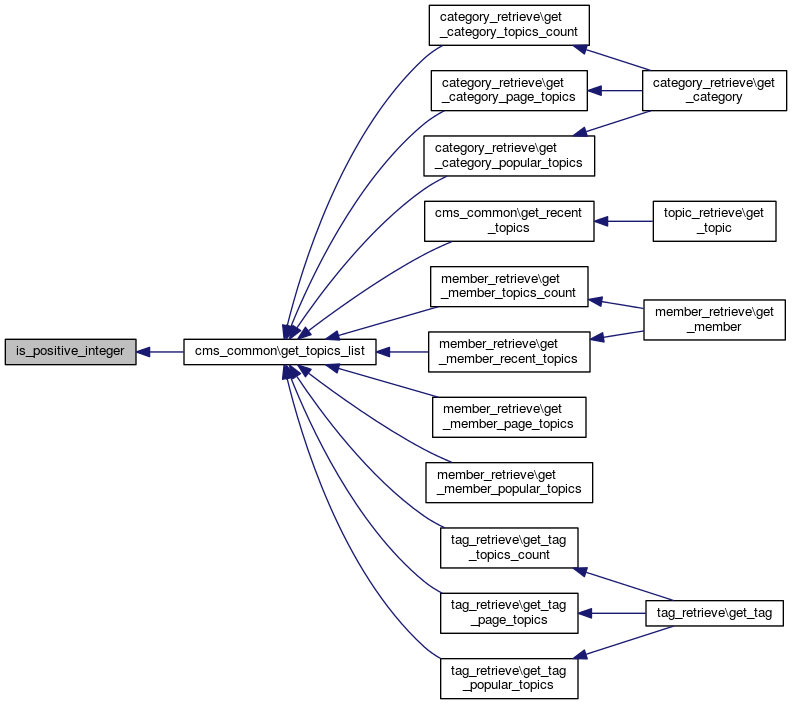 category_retrieve\get
_category_topics_count
category_retrieve\get
_category_page_topics
category_retrieve\get
_category
category_retrieve\get
_category_popular_topics
cms_common\get_recent
_topics
topic_retrieve\get
_topic
member_retrieve\get
_member_topics_count
member_retrieve\get
_member
is_positive_integer
cms_common\get_topics_list
member_retrieve\get
_member_recent_topics
member_retrieve\get
_member_page_topics
member_retrieve\get
_member_popular_topics
tag_retrieve\get_tag
_topics_count
tag_retrieve\get_tag
_page_topics
tag_retrieve\get_tag
tag_retrieve\get_tag
_popular_topics